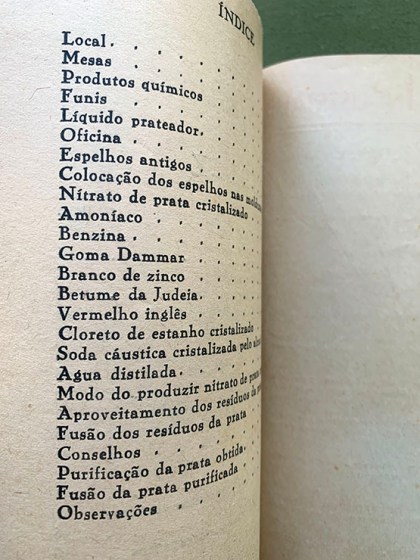 ÍNDICE
Local
Mesas
Produtos químicos
Funis
Líquido prateador
Oficina
Espelhos antigos
Colocação dos espelhos nas
Nitrato de prata cristalizado
Amoníaco
Benzina
Goma Dammar
Branco de zinco
Betume da Judeia
Vermelho inglês
Cloreto de estanho cristalizado
Soda cáustica cristalizada pelo
Agua distilada
Modo do produzir nitrato de prata
Aproveitamento dos resíduos da
Fusão dos resíduos da prata
Conselhos
Purificação da prata obtida
Fusão da prata purificada
Observações